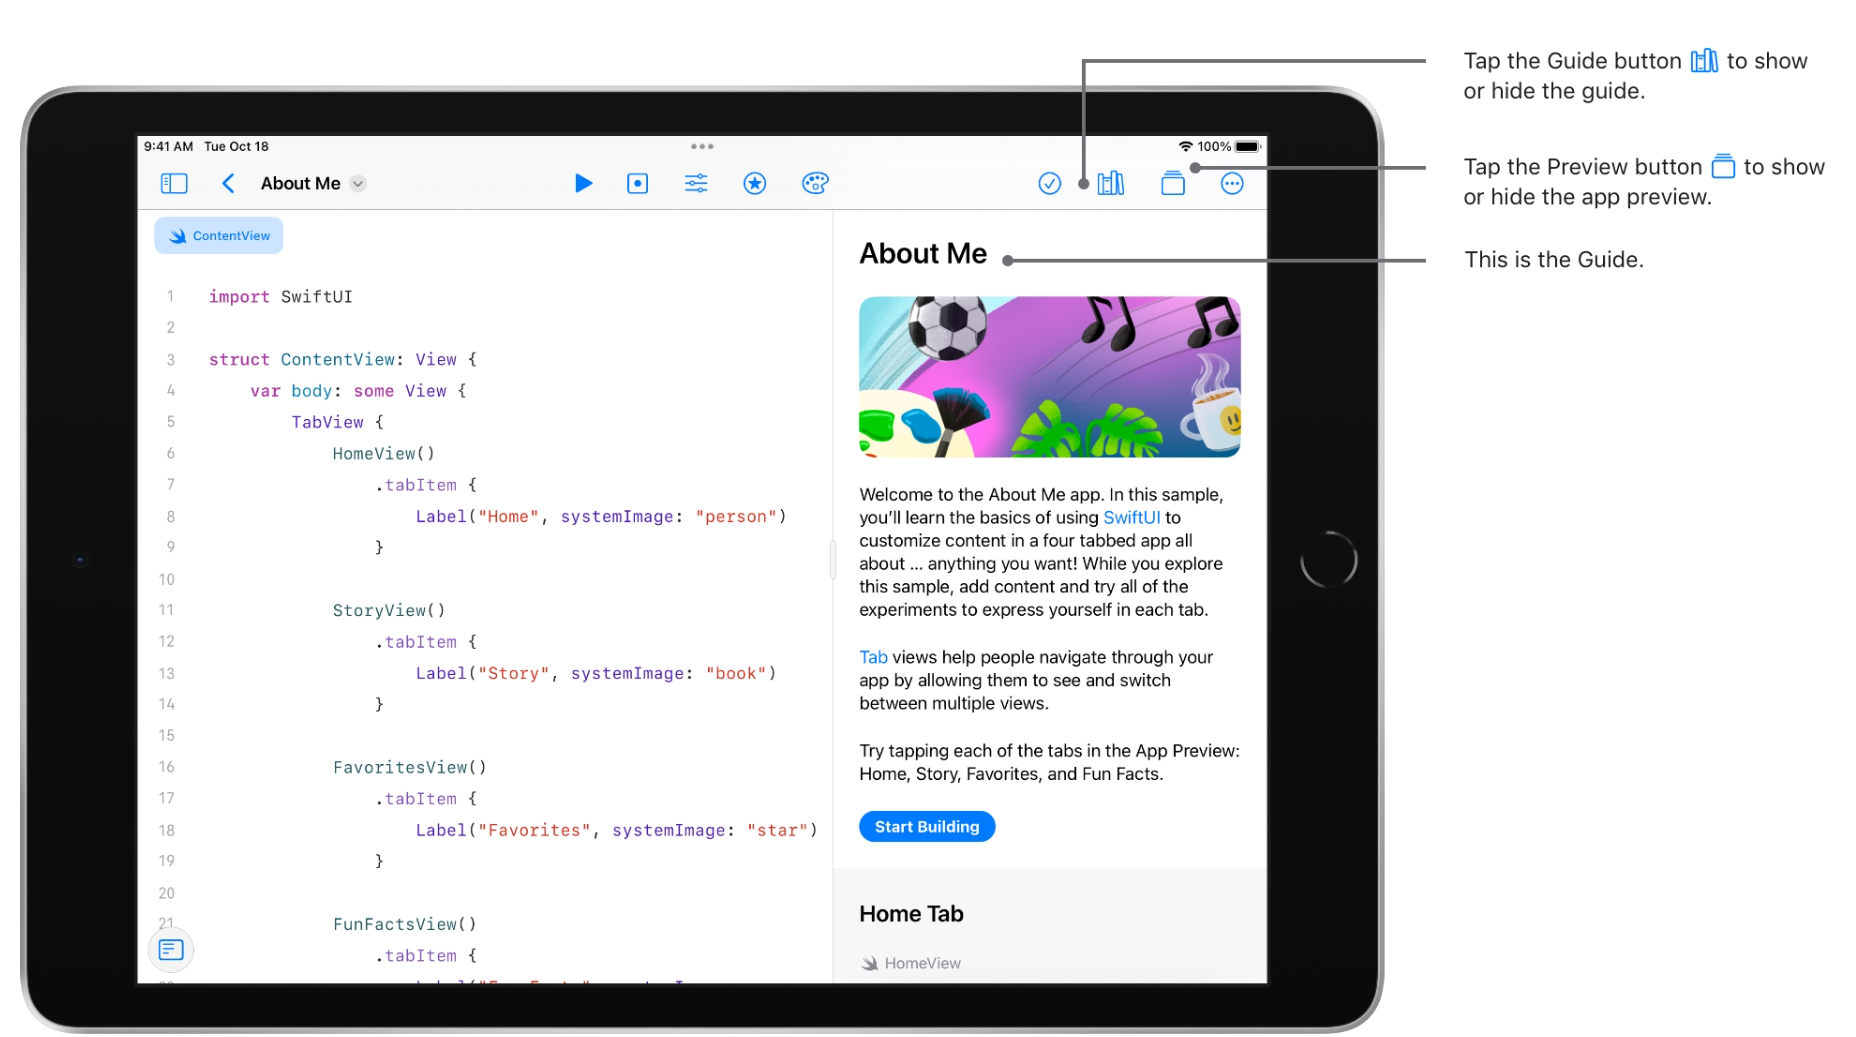 Tap the Guide button to show
or hide the guide.
Tap the Preview button to show
or hide the app preview.
This is the Guide.
9:41 AM Tue Oct 18
100%
About Me
ContentView
1 import SwiftUI
2
3 struct ContentView: View {
4 var body: some View {
5 TabView {
6 HomeView()
7 .tabItem {
8 Label("Home", systemImage: "person")
9 }
10
11 StoryView()
12 .tabItem {
13 Label("Story", systemImage: "book")
14 }
15
16 FavoritesView()
17 .tabItem {
18 Label("Favorites", systemImage: "star")
19 }
20
21 FunFactsView()
.tabItem {
About Me
Welcome to the About Me app. In this sample,
you’ll learn the basics of using SwiftUI to
customize content in a four tabbed app all
about ... anything you want! While you explore
this sample, add content and try all of the
experiments to express yourself in each tab.
Tab views help people navigate through your
app by allowing them to see and switch
between multiple views.
Try tapping each of the tabs in the App Preview:
Home, Story, Favorites, and Fun Facts.
Start Building
Home Tab
HomeView